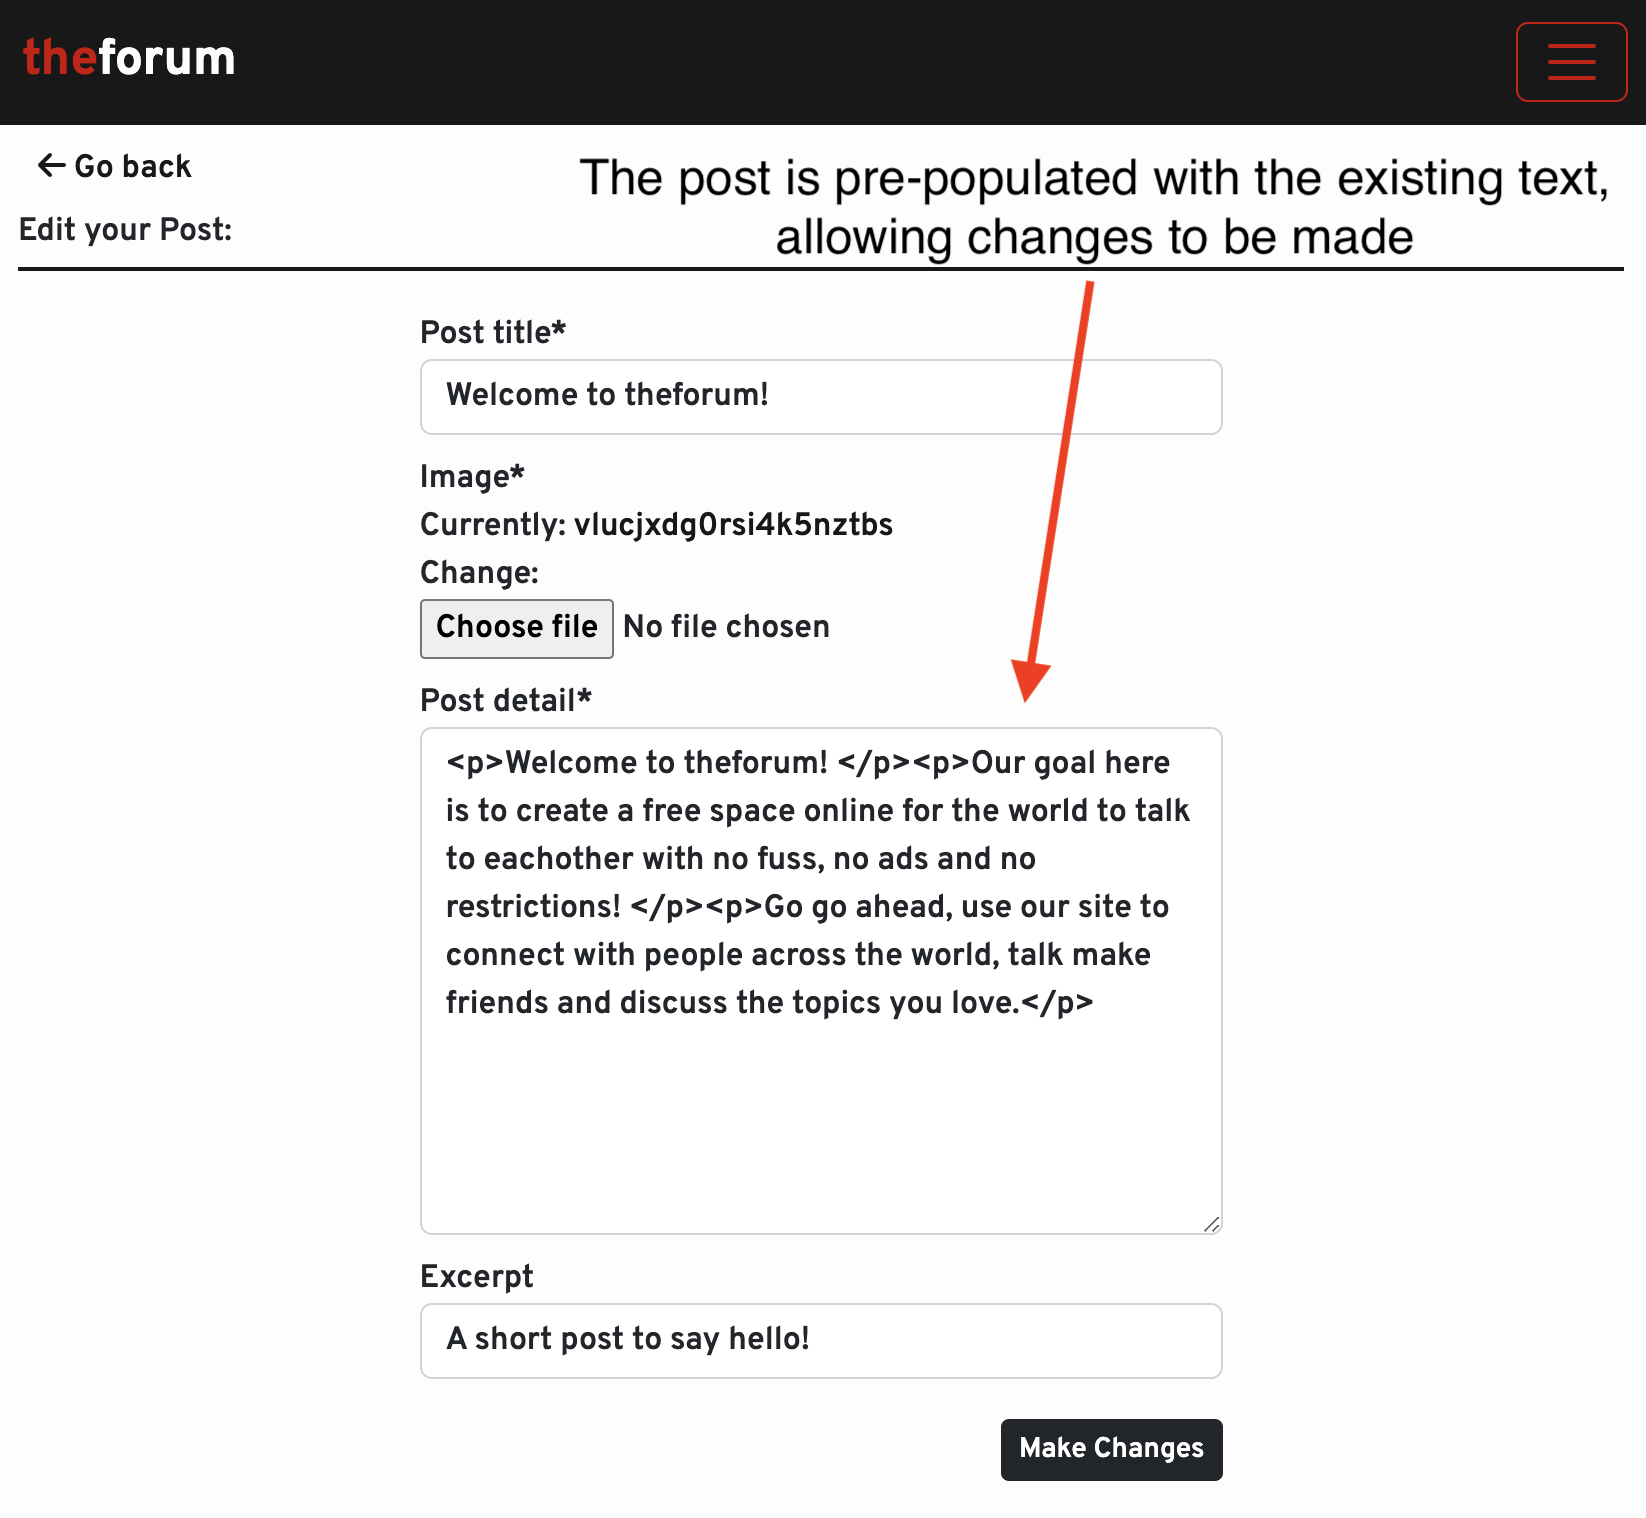 theforum
Go back
The post is pre-populated with the existing text,
allowing changes to be made
Edit your Post:
Post title*
Welcome to theforum!
Image*
Currently: vlucjxdg0rsi4k5nztbs
Change:
Choose file No file chosen
Post detail*
<p>Welcome to theforum! </p><p>Our goal here
is to create a free space online for the world to talk
to eachother with no fuss, no ads and no
restrictions! </p><p>Go go ahead, use our site to
connect with people across the world, talk make
friends and discuss the topics you love.</p>
Excerpt
A short post to say hello!
Make Changes